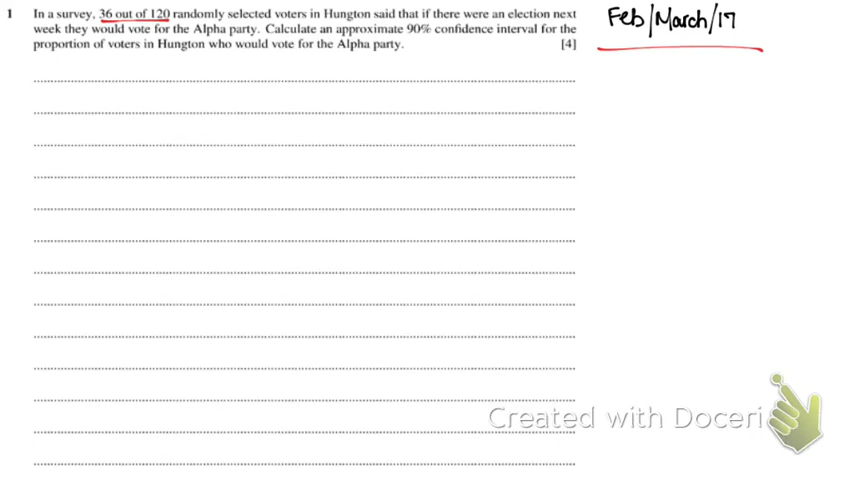 1 In a survey, 36 out of 120 randomly selected voters in Hungton said that if there were an election next
week they would vote for the Alpha party. Calculate an approximate 90% confidence interval for the
proportion of voters in Hungton who would vote for the Alpha party. [4]
Feb/March/17
Created with Doceri